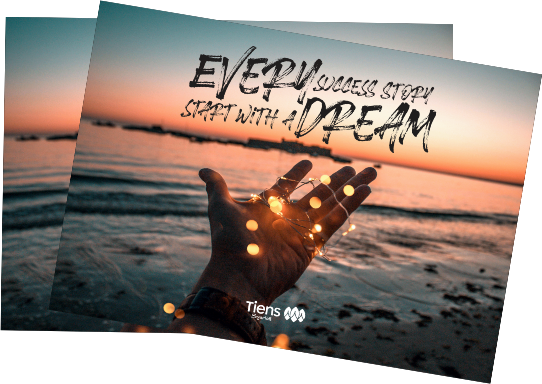 EVERY SUCCESS STORY
START WITH A DREAM
Tiens